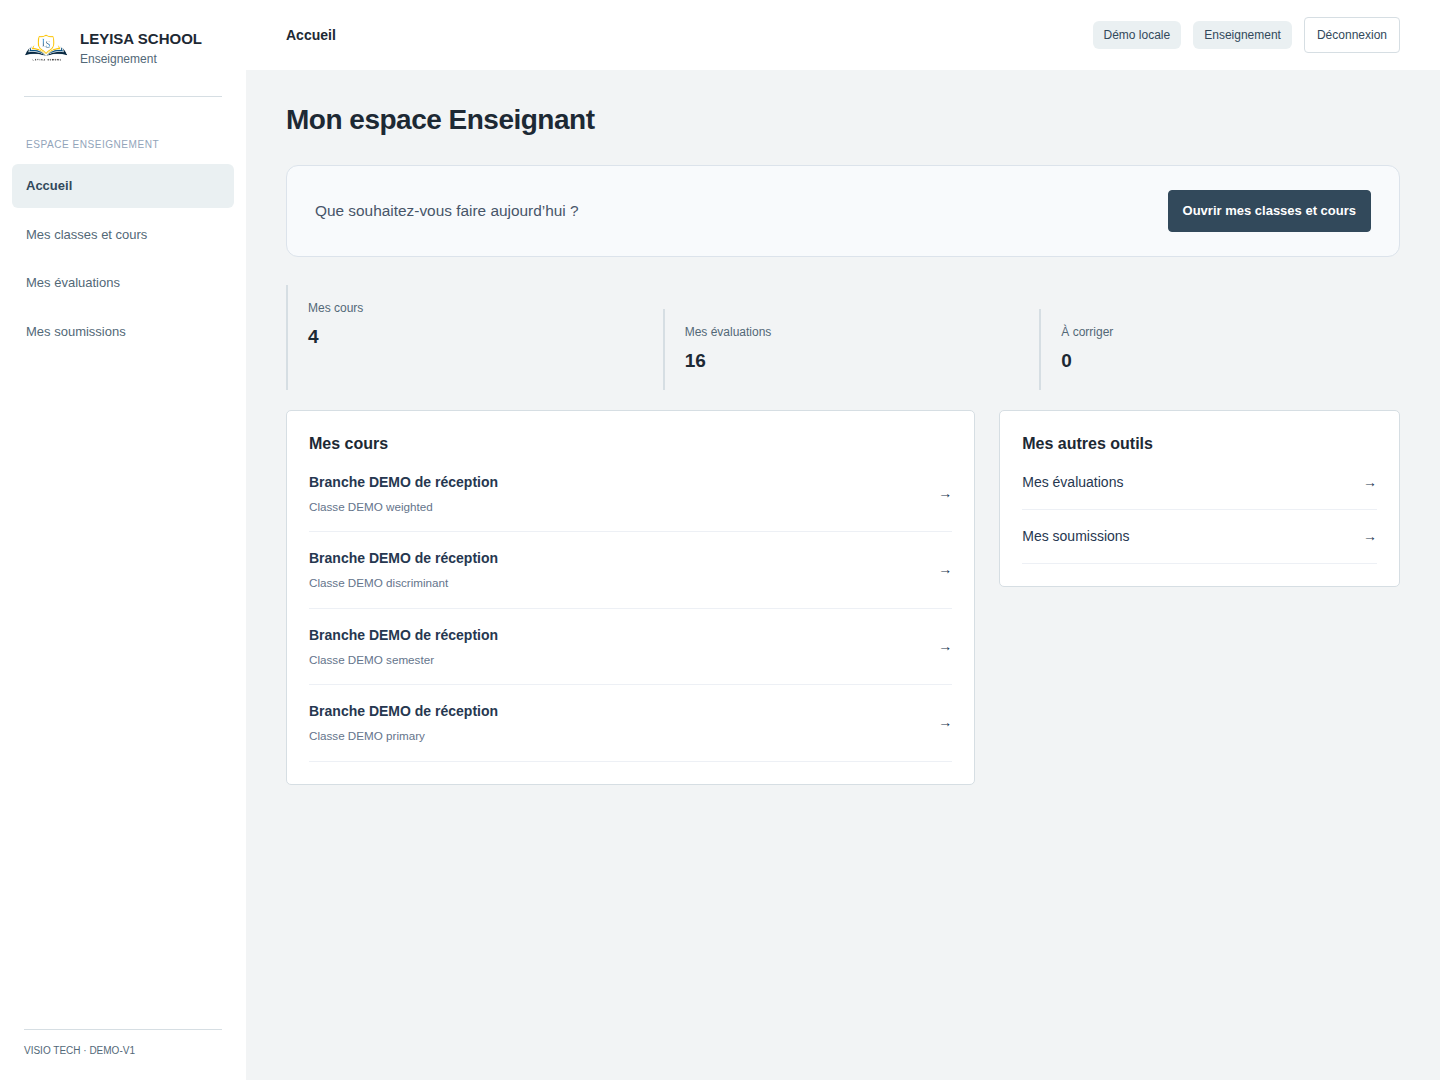 LEYISA SCHOOL
Enseignement
ESPACE ENSEIGNEMENT
Accueil
Mes classes et cours
Mes évaluations
Mes soumissions
VISIO TECH · DEMO-V1
Accueil
Démo locale
Enseignement
Déconnexion
Mon espace Enseignant
Que souhaitez-vous faire aujourd’hui ?
Ouvrir mes classes et cours
Mes cours
4
Mes évaluations
16
À corriger
0
Mes cours
Branche DEMO de réception
Classe DEMO weighted
→
Branche DEMO de réception
Classe DEMO discriminant
→
Branche DEMO de réception
Classe DEMO semester
→
Branche DEMO de réception
Classe DEMO primary
→
Mes autres outils
Mes évaluations →
Mes soumissions →